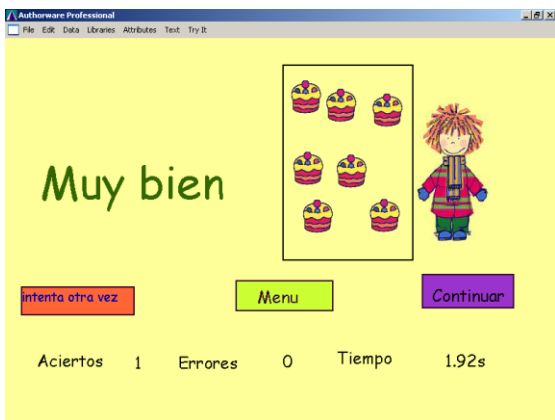 Authorware Professional
File Edit Data Libraries Attributes Text Try It
Muy bien
intenta otra vez
Menu
Continuar
Aciertos 1 Errores 0 Tiempo 1.92s